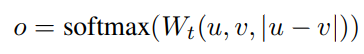 o = softmax(W_t(u, v, |u − v|))